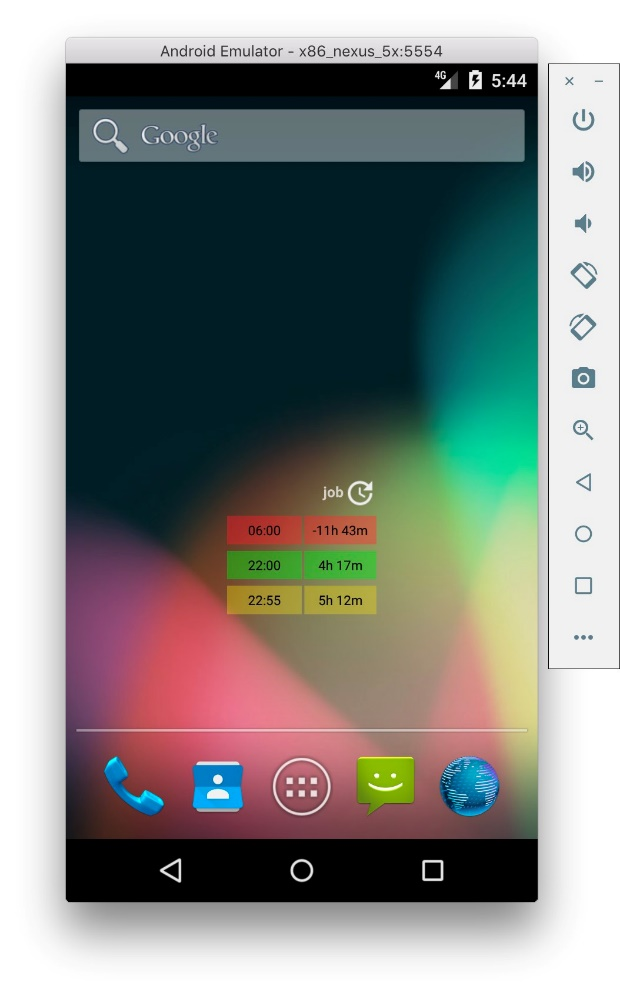 Android Emulator - x86_nexus_5x:5554
4G 5:44
Google
job
06:00 -11h 43m
22:00 4h 17m
22:55 5h 12m